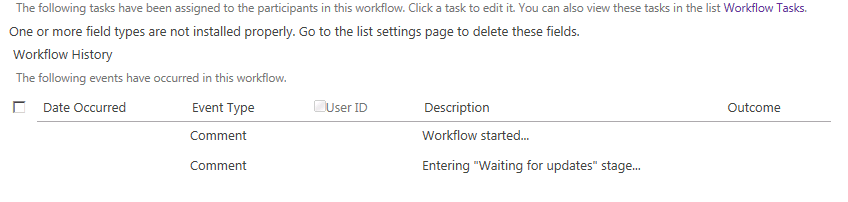 The following tasks have been assigned to the participants in this workflow. Click a task to edit it. You can also view these tasks in the list Workflow Tasks.
One or more field types are not installed properly. Go to the list settings page to delete these fields.
Workflow History
The following events have occurred in this workflow.
Date Occurred Event Type User ID Description Outcome
Comment Workflow started...
Comment Entering "Waiting for updates" stage...